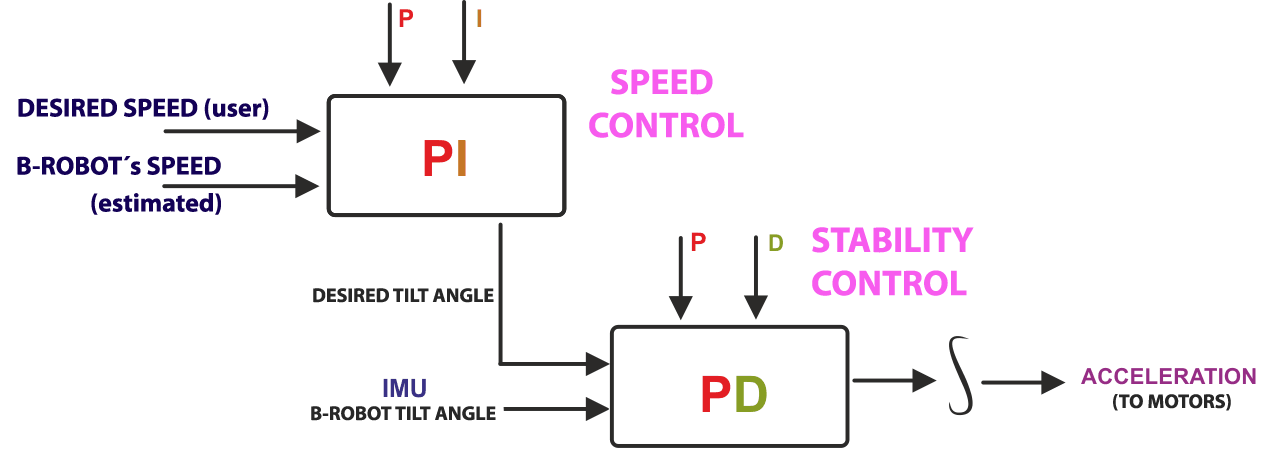 P I
SPEED
CONTROL
DESIRED SPEED (user)
PI
B-ROBOT´s SPEED
(estimated)
P D
STABILITY
CONTROL
DESIRED TILT ANGLE
IMU
B-ROBOT TILT ANGLE
PD
ACCELERATION
(TO MOTORS)